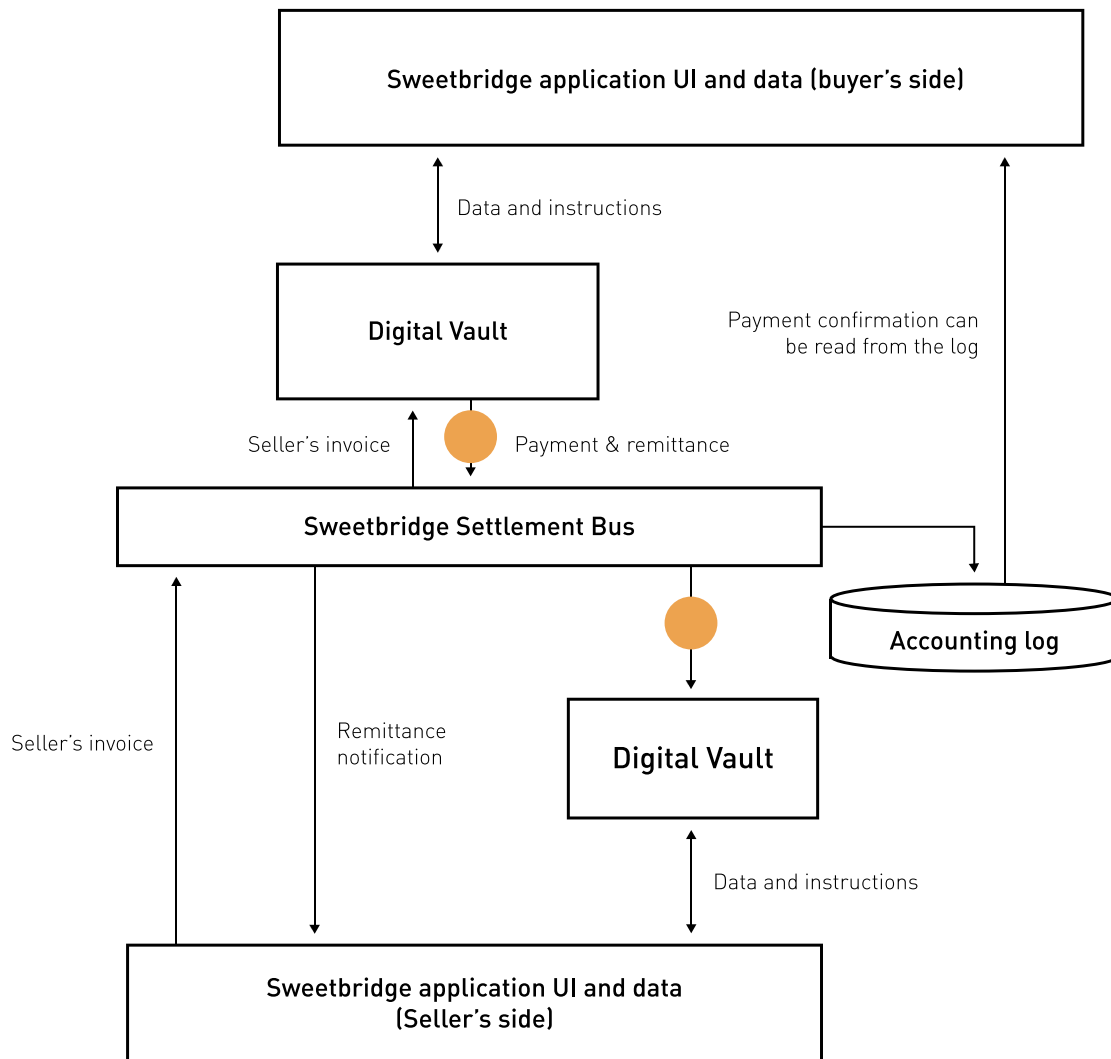 Sweetbridge application UI and data (buyer’s side)
Data and instructions
Digital Vault
Payment confirmation can
be read from the log
Seller’s invoice
Payment & remittance
Sweetbridge Settlement Bus
Accounting log
Seller’s invoice
Remittance
notification
Digital Vault
Data and instructions
Sweetbridge application UI and data
(Seller’s side)